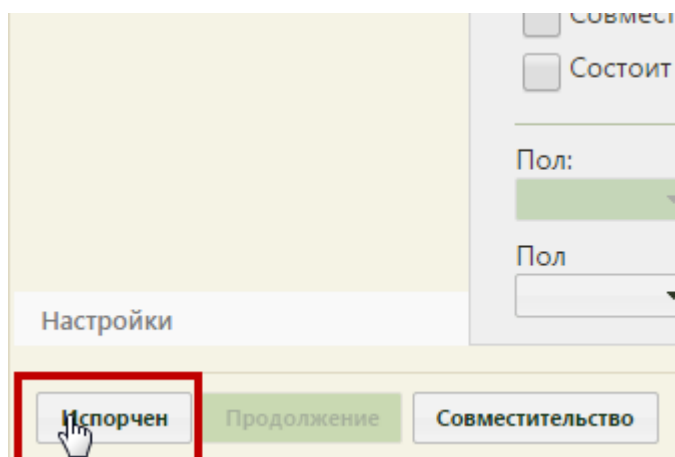 Совмест
Состоит
Пол:
Пол
Настройки
Испорчен
Продолжение
Совместительство